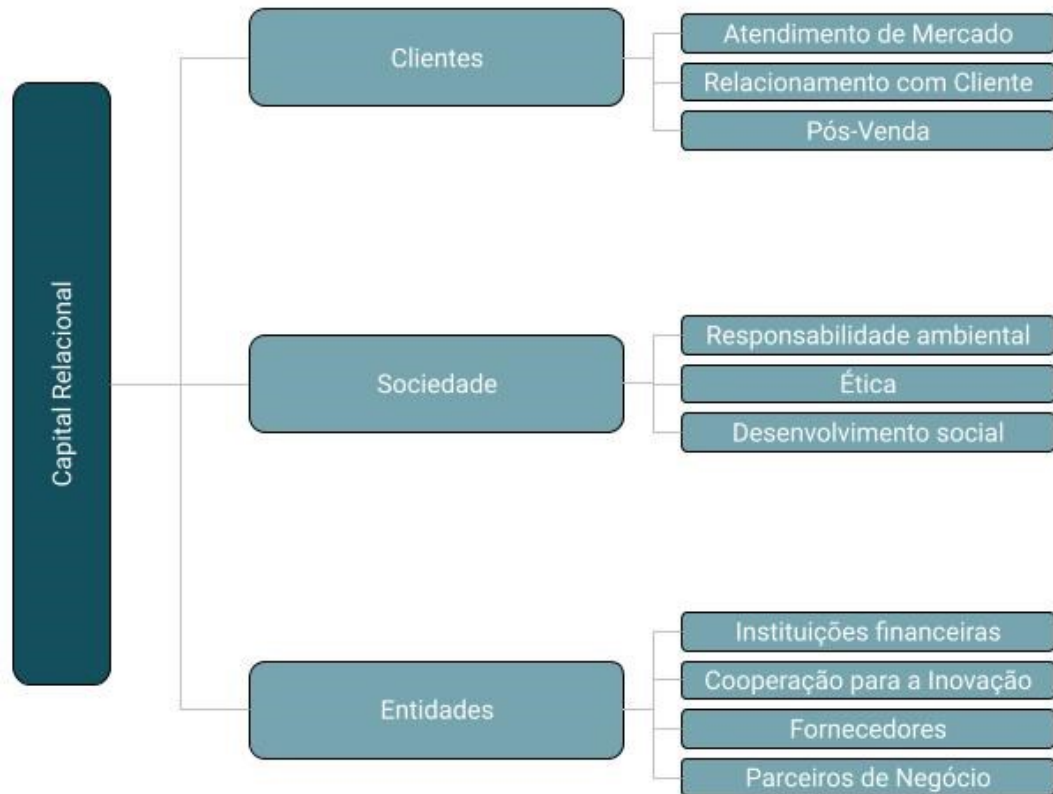 Capital Relacional
Clientes
Atendimento de Mercado
Relacionamento com Cliente
Pós-Venda
Sociedade
Responsabilidade ambiental
Ética
Desenvolvimento social
Entidades
Instituições financeiras
Cooperação para a Inovação
Fornecedores
Parceiros de Negócio